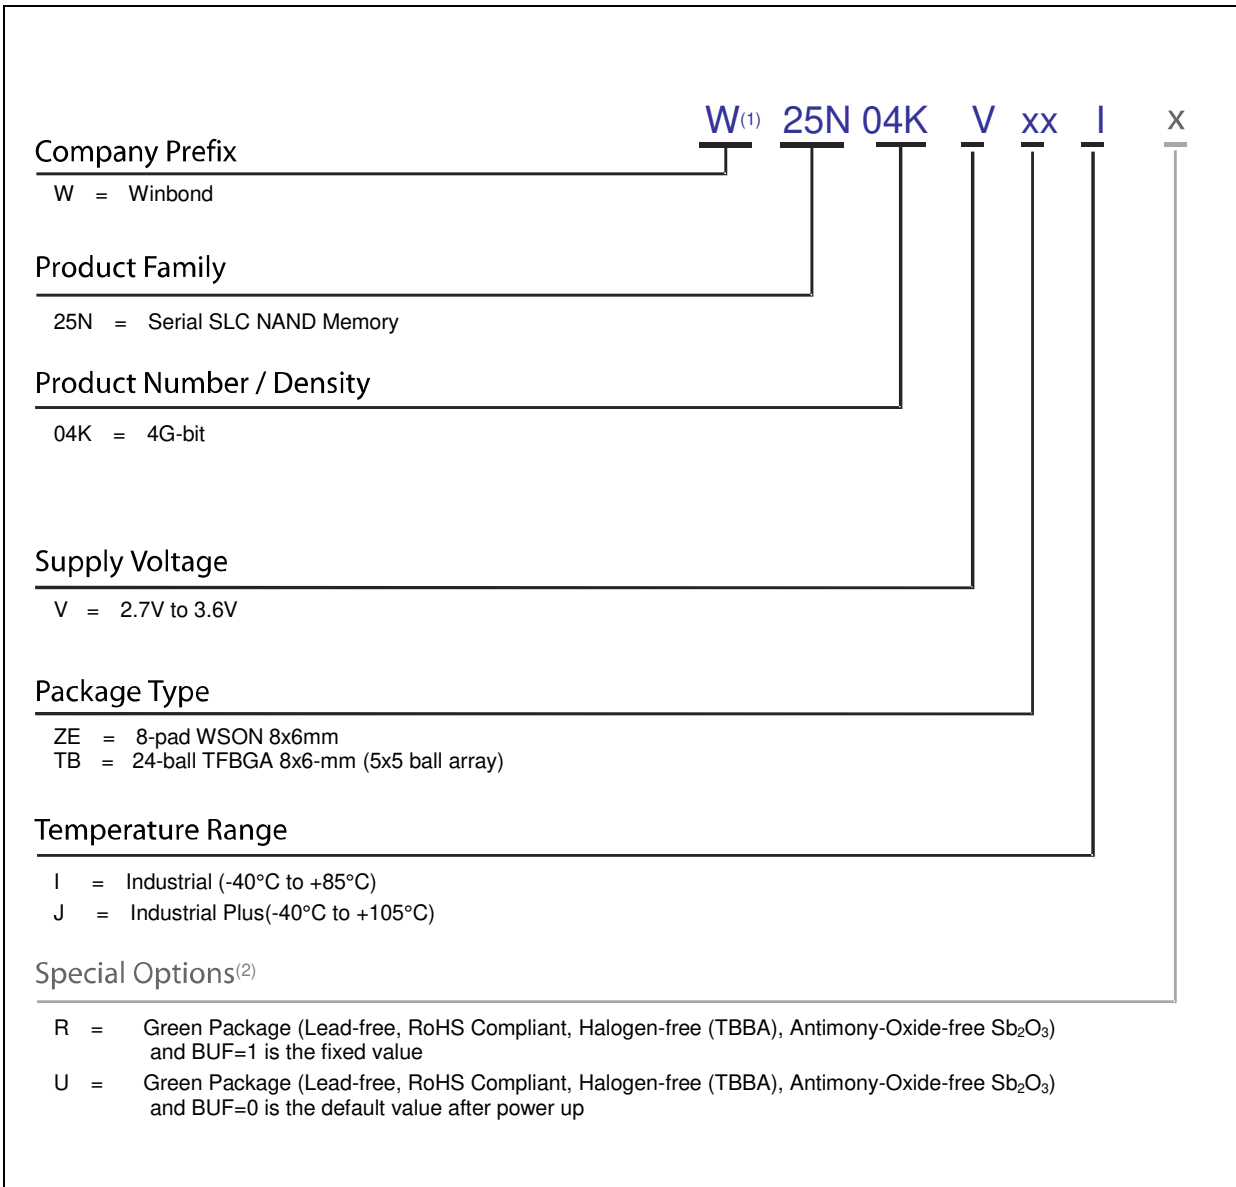 W(1) 25N 04K V xx I x
Company Prefix
W = Winbond
Product Family
25N = Serial SLC NAND Memory
Product Number / Density
04K = 4G-bit
Supply Voltage
V = 2.7V to 3.6V
Package Type
ZE = 8-pad WSON 8x6mm
TB = 24-ball TFBGA 8x6-mm (5x5 ball array)
Temperature Range
I = Industrial (-40°C to +85°C)
J = Industrial Plus(-40°C to +105°C)
Special Options(2)
R = Green Package (Lead-free, RoHS Compliant, Halogen-free (TBBA), Antimony-Oxide-free Sb₂O₃)
and BUF=1 is the fixed value
U = Green Package (Lead-free, RoHS Compliant, Halogen-free (TBBA), Antimony-Oxide-free Sb₂O₃)
and BUF=0 is the default value after power up